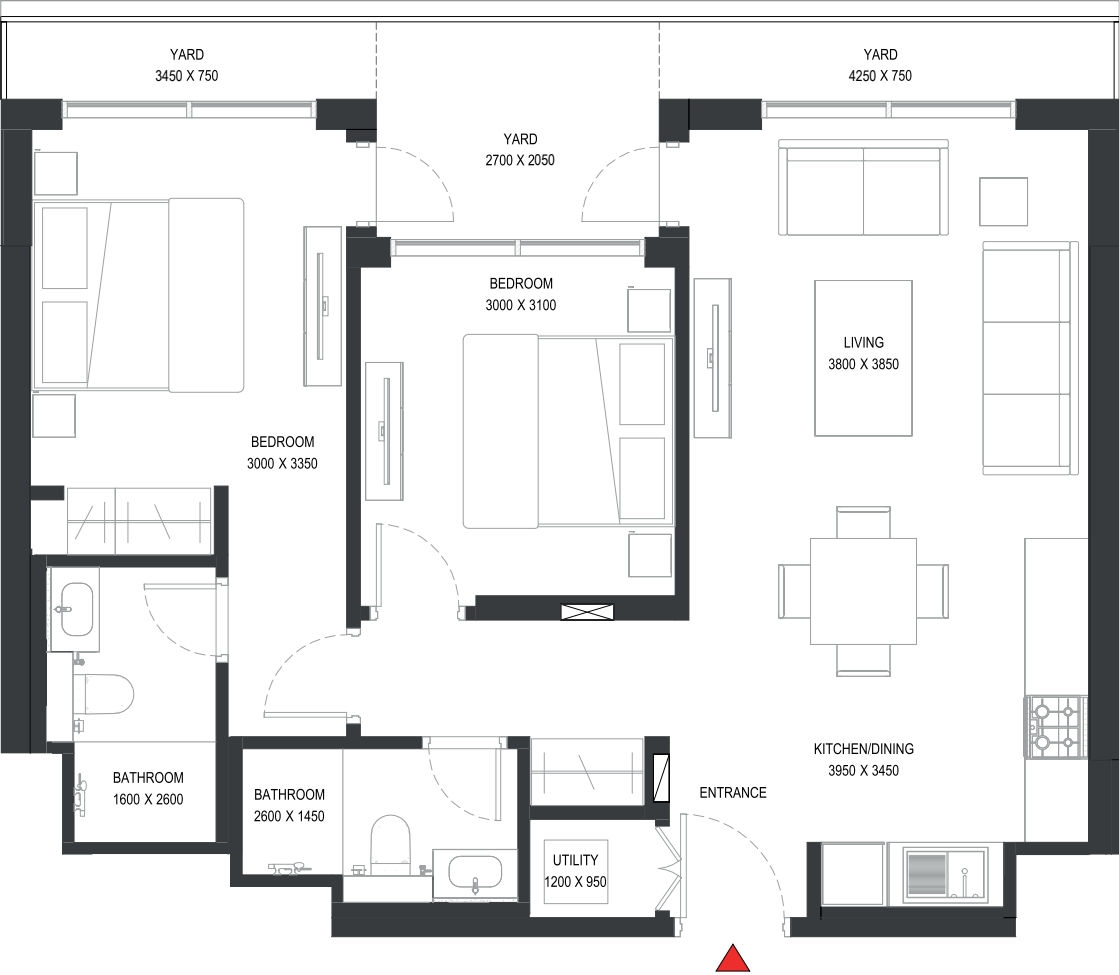 YARD
3450 X 750
YARD
4250 X 750
YARD
2700 X 2050
BEDROOM
3000 X 3100
LIVING
3800 X 3850
BEDROOM
3000 X 3350
KITCHEN/DINING
3950 X 3450
BATHROOM
1600 X 2600
BATHROOM
2600 X 1450
ENTRANCE
UTILITY
1200 X 950